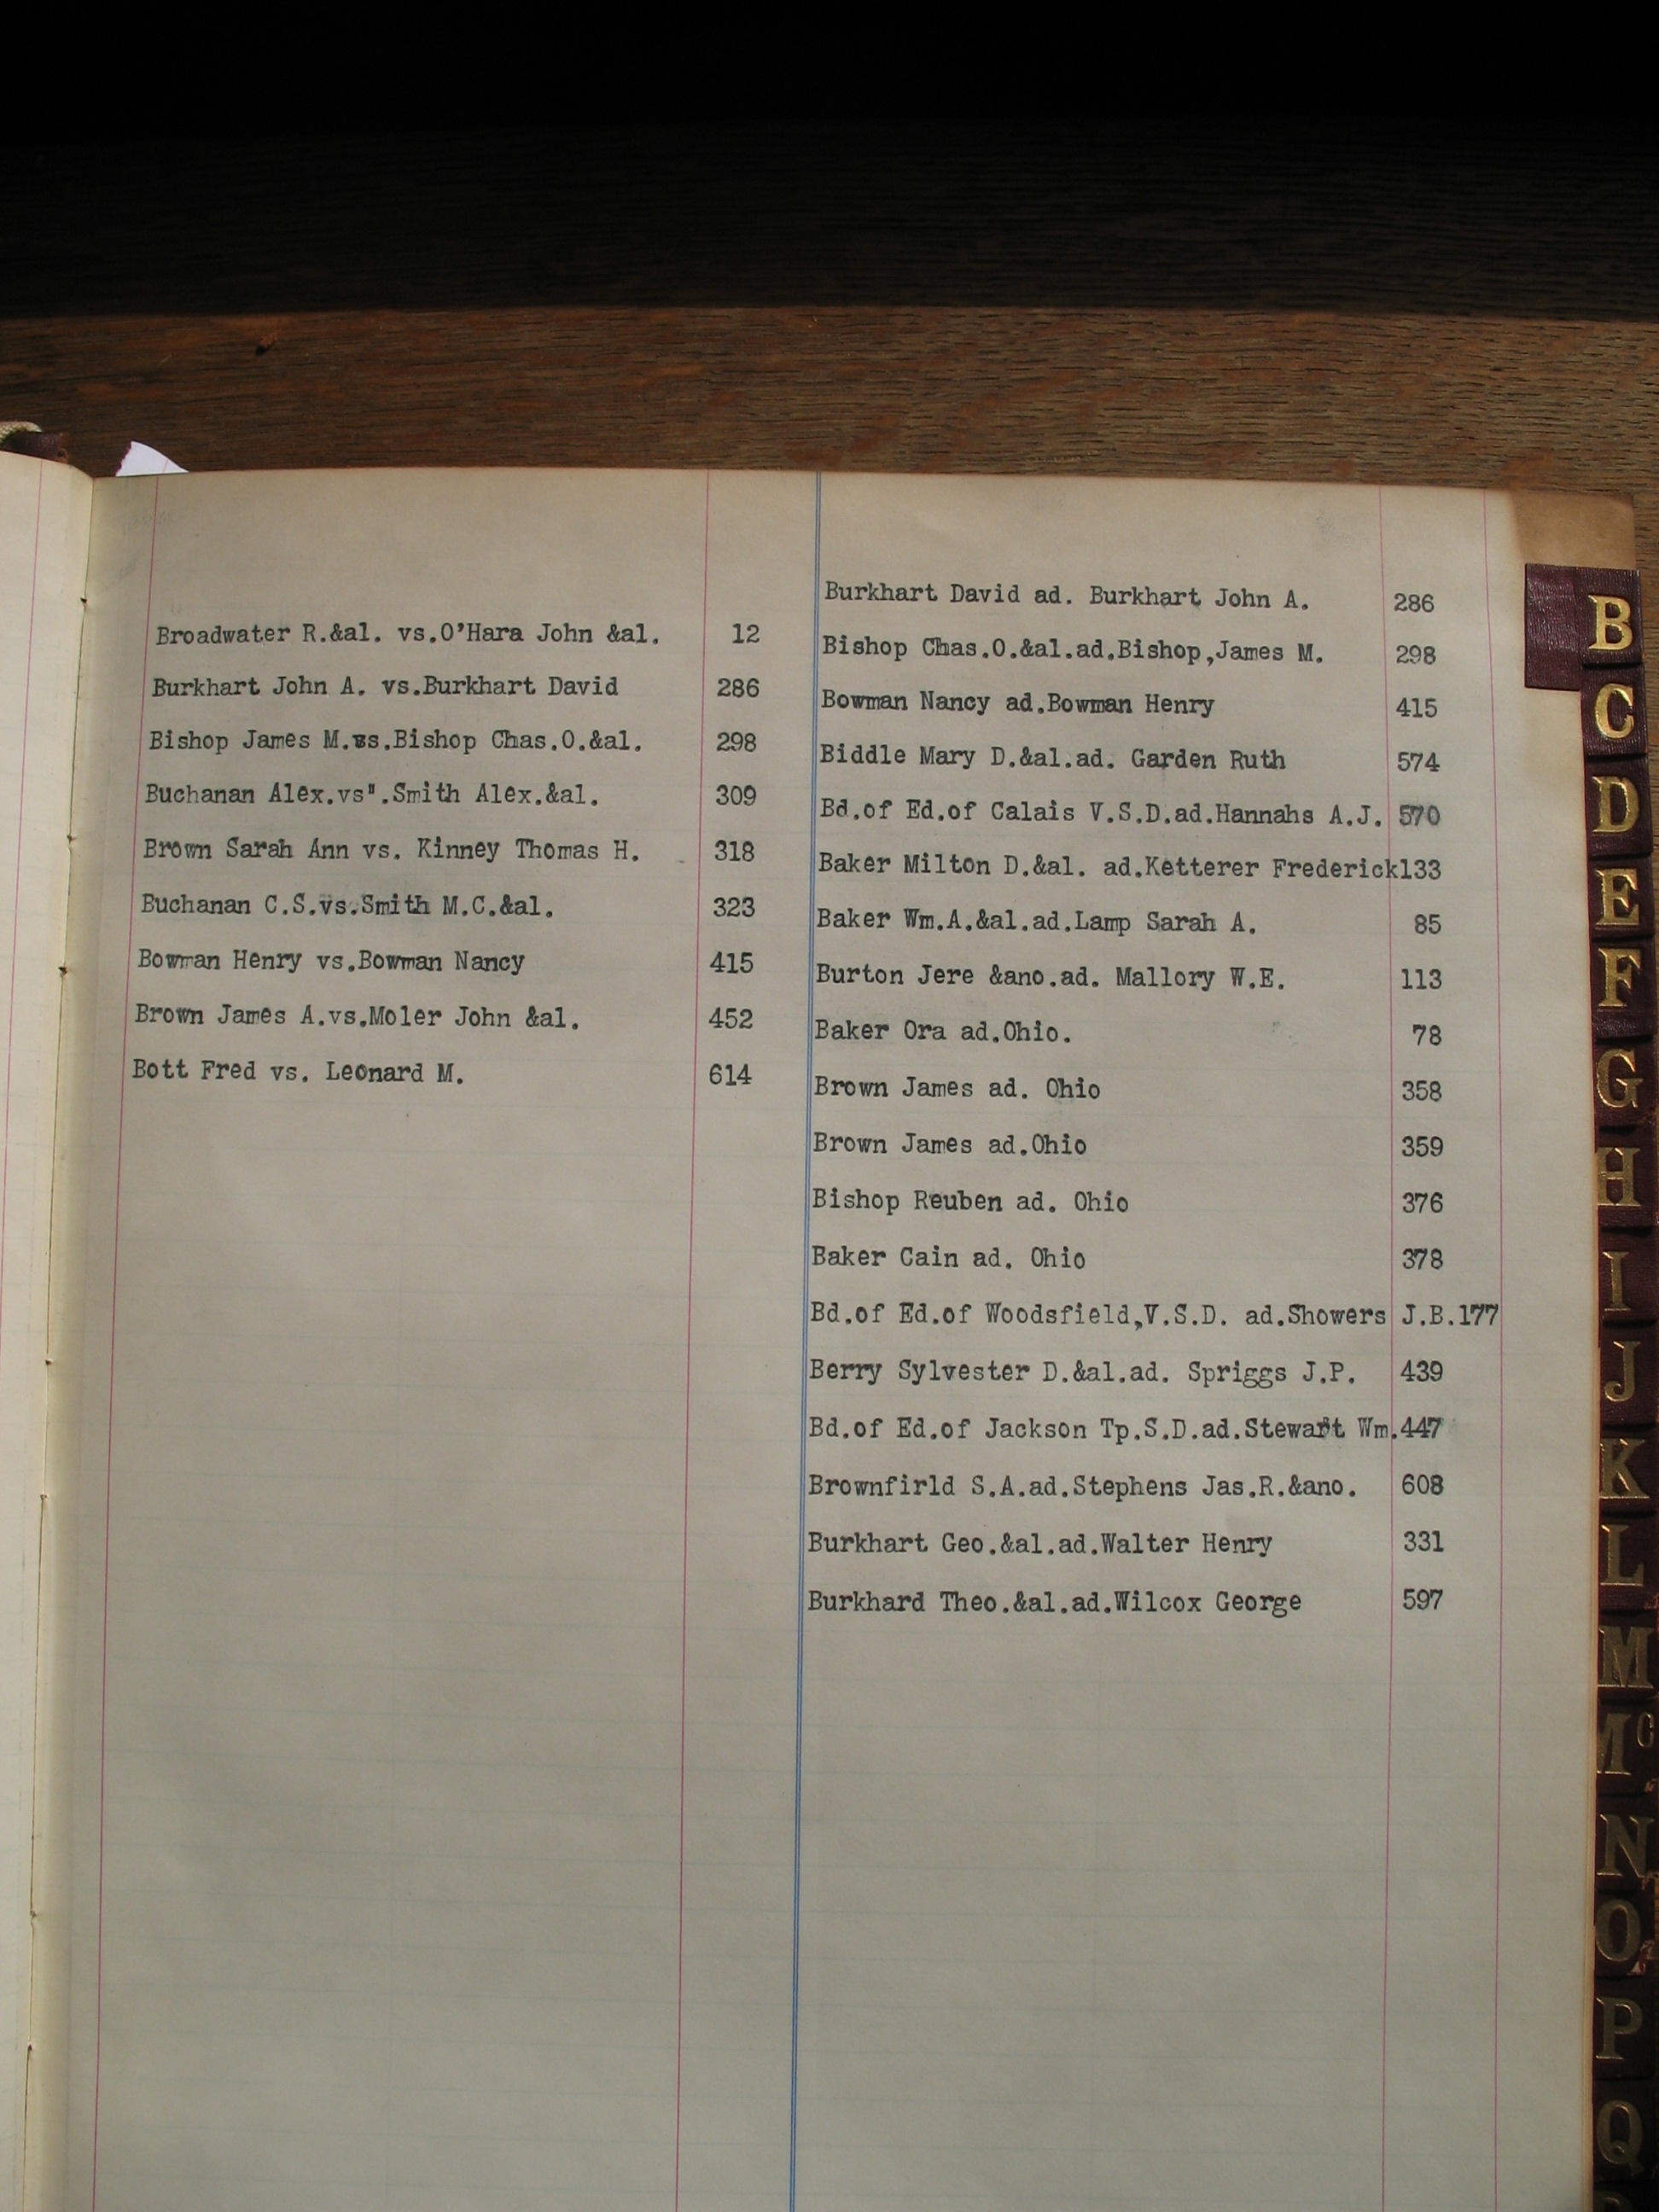 Broadwater R.&al. vs.O'Hara John &al. 12
Burkhart John A. vs.Burkhart David 286
Bishop James M.vs.Bishop Chas.O.&al. 298
Buchanan Alex.vs".Smith Alex.&al. 309
Brown Sarah Ann vs. Kinney Thomas H. 318
Buchanan C.S.vs.Smith M.C.&al. 323
Bowman Henry vs.Bowman Nancy 415
Brown James A.vs.Moler John &al. 452
Bott Fred vs. Leonard M. 614
Burkhart David ad. Burkhart John A. 286
Bishop Chas.O.&al.ad.Bishop,James M. 298
Bowman Nancy ad.Bowman Henry 415
Biddle Mary D.&al.ad. Garden Ruth 574
Bd.of Ed.of Calais V.S.D.ad.Hannahs A.J. 570
Baker Milton D.&al. ad.Ketterer Frederick133
Baker Wm.A.&al.ad.Lamp Sarah A. 85
Burton Jere &ano.ad. Mallory W.E. 113
Baker Ora ad.Ohio. 78
Brown James ad. Ohio 358
Brown James ad.Ohio 359
Bishop Reuben ad. Ohio 376
Baker Cain ad. Ohio 378
Bd.of Ed.of Woodsfield,V.S.D. ad.Showers J.B.177
Berry Sylvester D.&al.ad. Spriggs J.P. 439
Bd.of Ed.of Jackson Tp.S.D.ad.Stewart Wm.447
Brownfirld S.A.ad.Stephens Jas.R.&ano. 608
Burkhart Geo.&al.ad.Walter Henry 331
Burkhard Theo.&al.ad.Wilcox George 597
B
C
D
E
F
G
H
I
J
K
L
M
Mc
N
O
P
Q